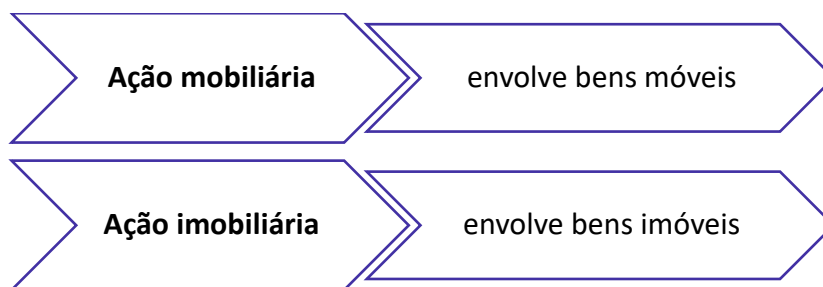 Ação mobiliária envolve bens móveis
Ação imobiliária envolve bens imóveis